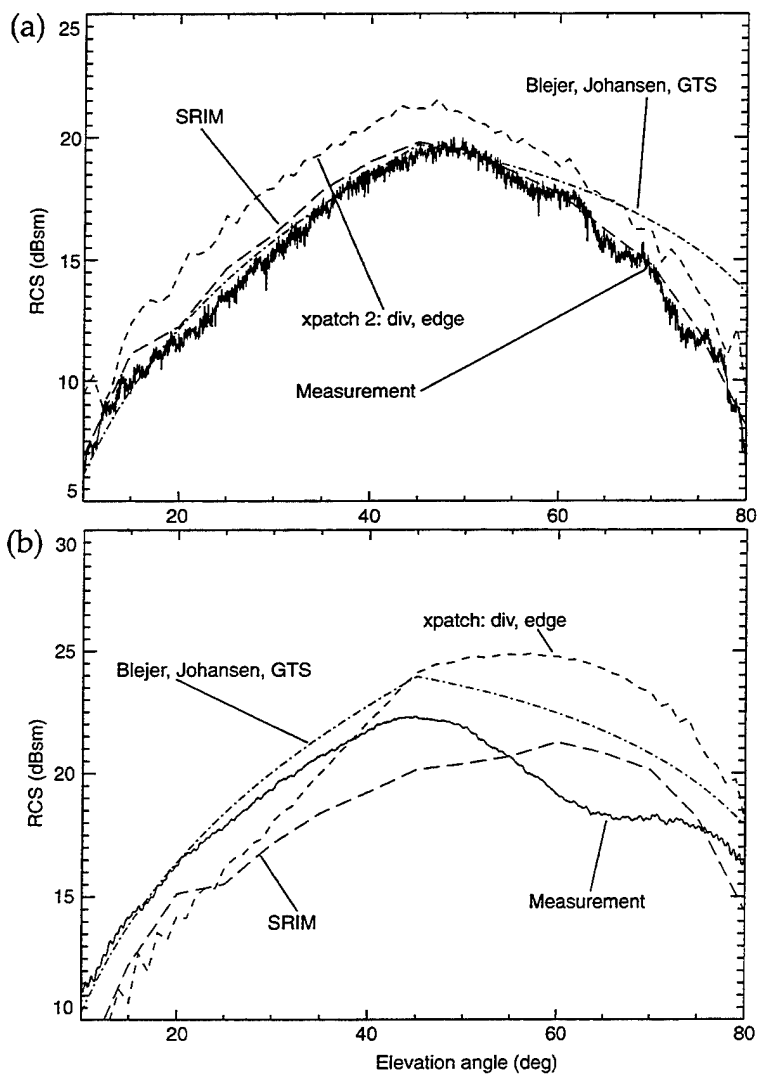 (a)
25
20
15
10
5
RCS (dBsm)
SRIM
Blejer, Johansen, GTS
xpatch 2: div, edge
Measurement
20 40 60 80
(b)
30
25
20
15
10
RCS (dBsm)
xpatch: div, edge
Blejer, Johansen, GTS
Measurement
SRIM
20 40 60 80
Elevation angle (deg)